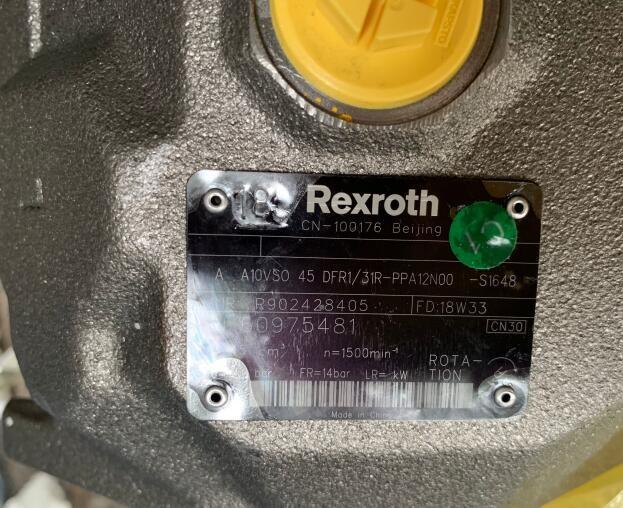 Rexroth
CN-100176 Beijing
A A10VSO 45 DFR1/31R-PPA12N00 -S1648
R902428405 FD:18W33
60975481 CN30
cm³ n=1500min⁻¹ ROTA-
bar FR=14bar LR= kW TION
Made in China